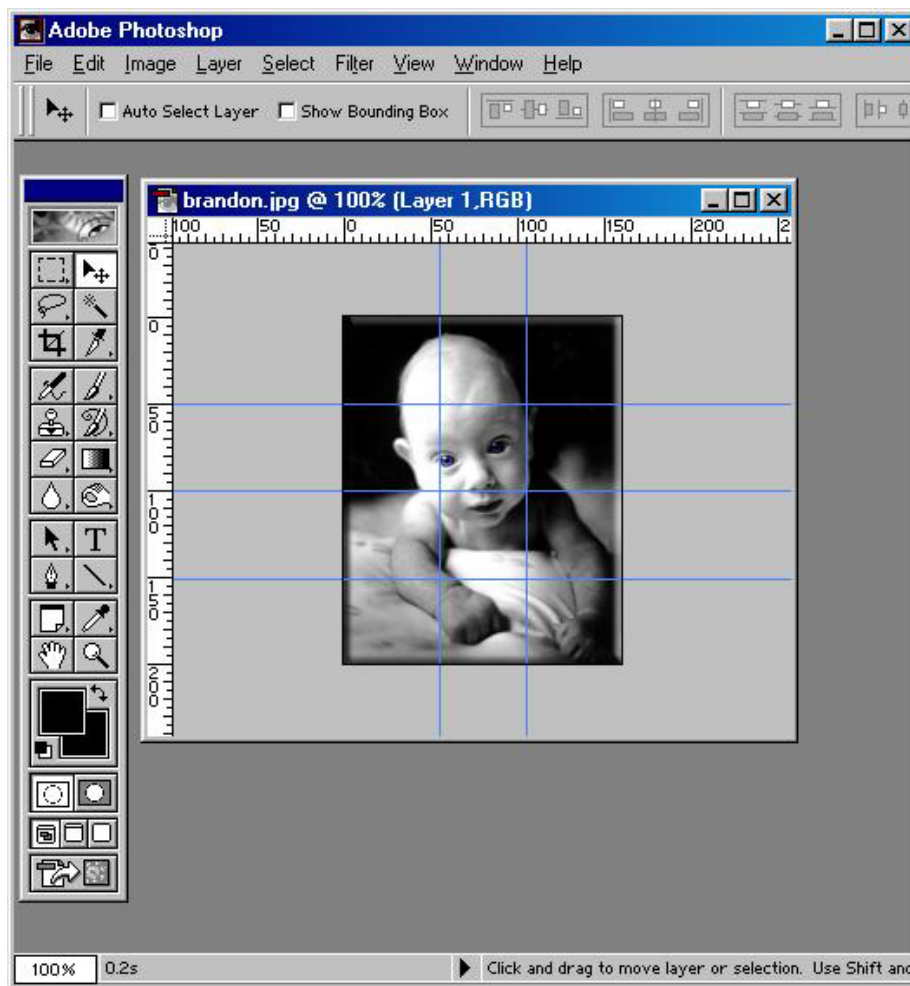 Adobe Photoshop
File Edit Image Layer Select Filter View Window Help
Auto Select Layer Show Bounding Box
brandon.jpg @ 100% (Layer 1,RGB)
100 50 0 50 100 150 200 2
0
0
50
100
150
200
T
100% 0.2s Click and drag to move layer or selection. Use Shift and